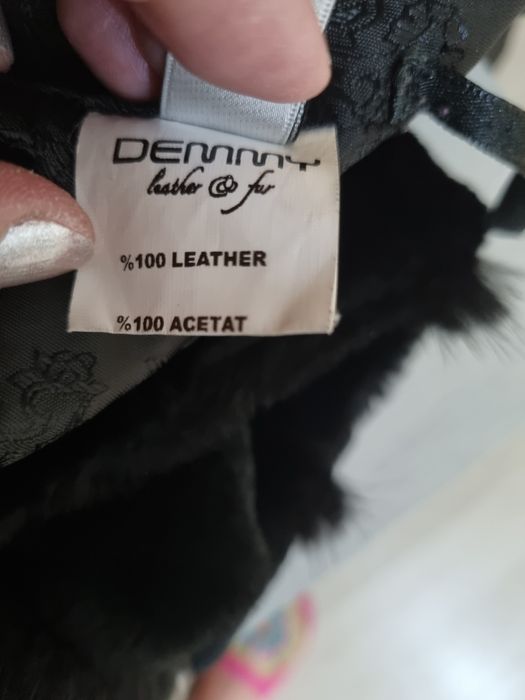 DEMMY
leather & fur
%100 LEATHER
%100 ACETAT